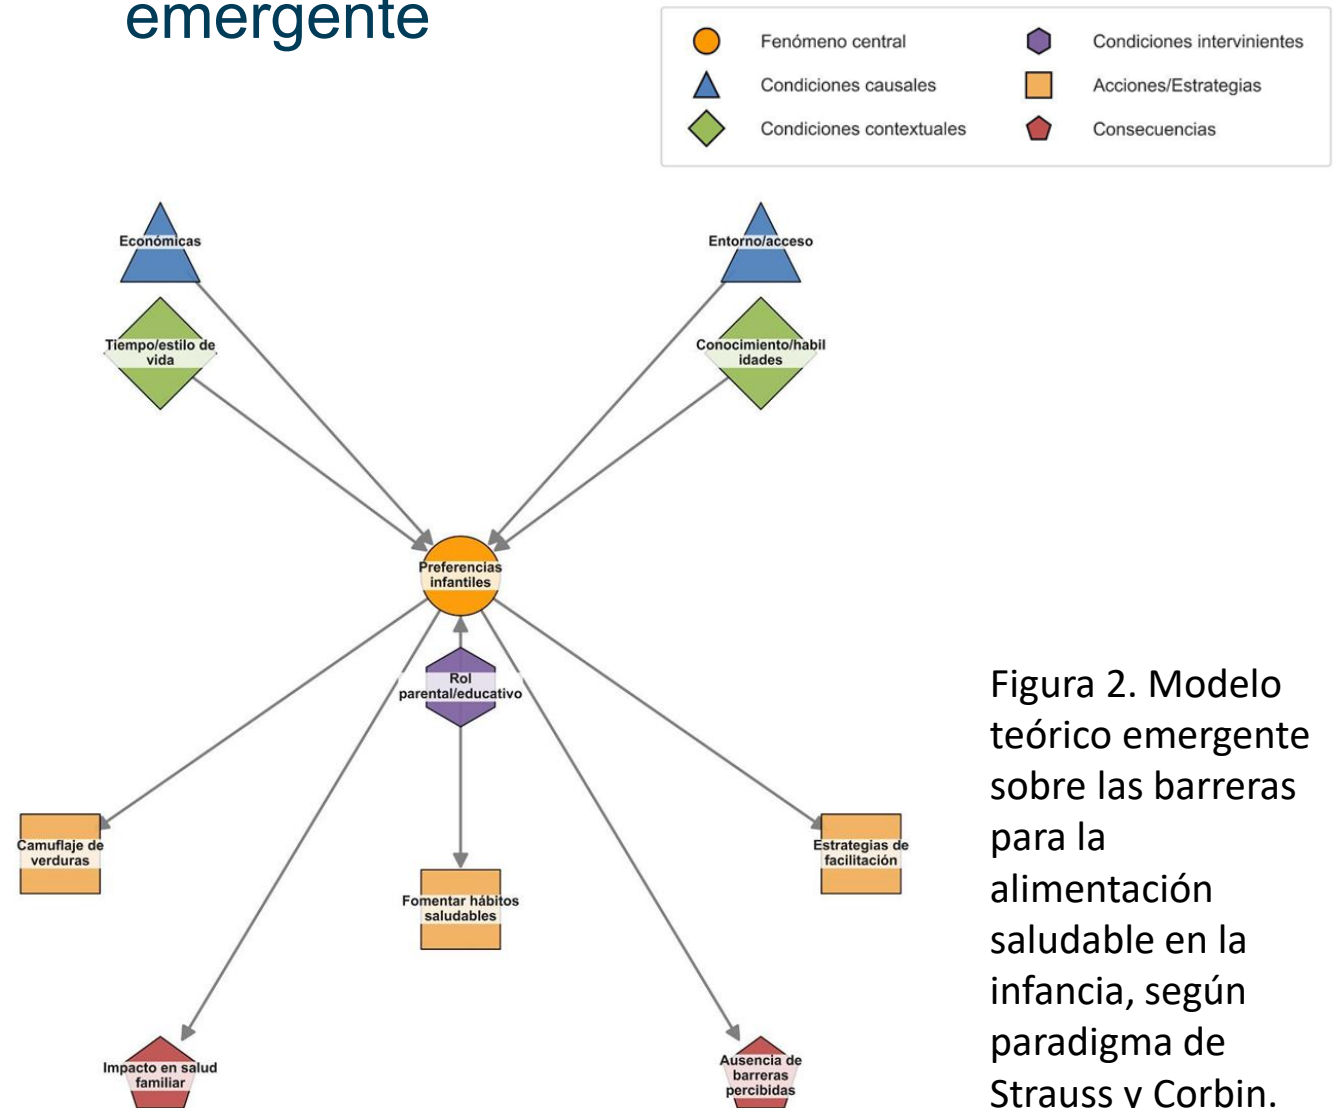 emergente
Fenómeno central
Condiciones causales
Condiciones contextuales
Condiciones intervinientes
Acciones/Estrategias
Consecuencias
Económicas
Entorno/acceso
Tiempo/estilo de
vida
Conocimiento/habil
idades
Preferencias
infantiles
Rol
parental/educativo
Camuflaje de
verduras
Estrategias de
facilitación
Fomentar hábitos
saludables
Impacto en salud
familiar
Ausencia de
barreras
percibidas
Figura 2. Modelo
teórico emergente
sobre las barreras
para la
alimentación
saludable en la
infancia, según
paradigma de
Strauss y Corbin.